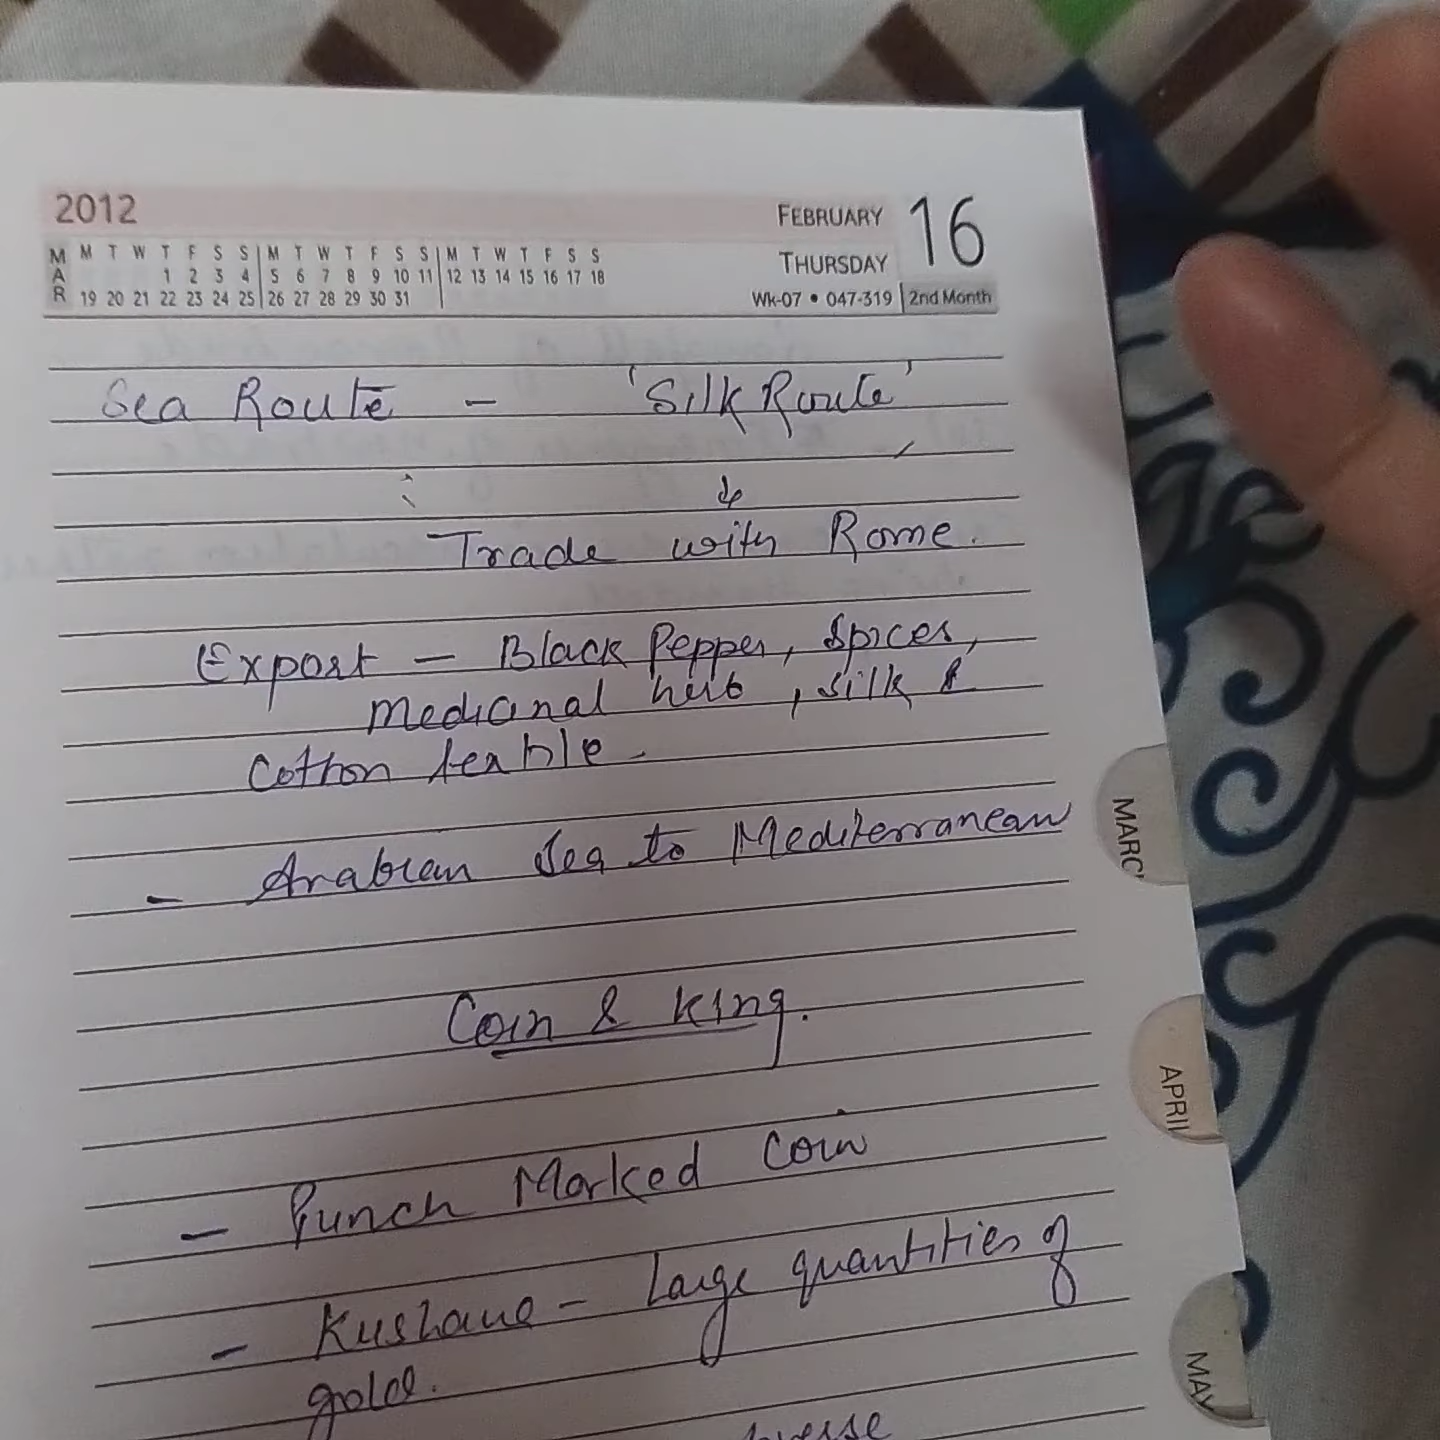 2012 FEBRUARY 16
M T W T F S S M T W T F S S M T W T F S S
MAR 1 2 3 4 5 6 7 8 9 10 11 12 13 14 15 16 17 18 THURSDAY
19 20 21 22 23 24 25 26 27 28 29 30 31 Wk-07 • 047-319 2nd Month
Sea Route - 'Silk Route'
Trade with Rome.
Export - Black Pepper, Spices,
Medicinal herb, silk &
Cotton textile.
- Arabian Sea to Mediterranean
MARC
Coin & King.
APRIL
- Punch Marked Coin
- Kushana - Large quantities of
gold.
MAY